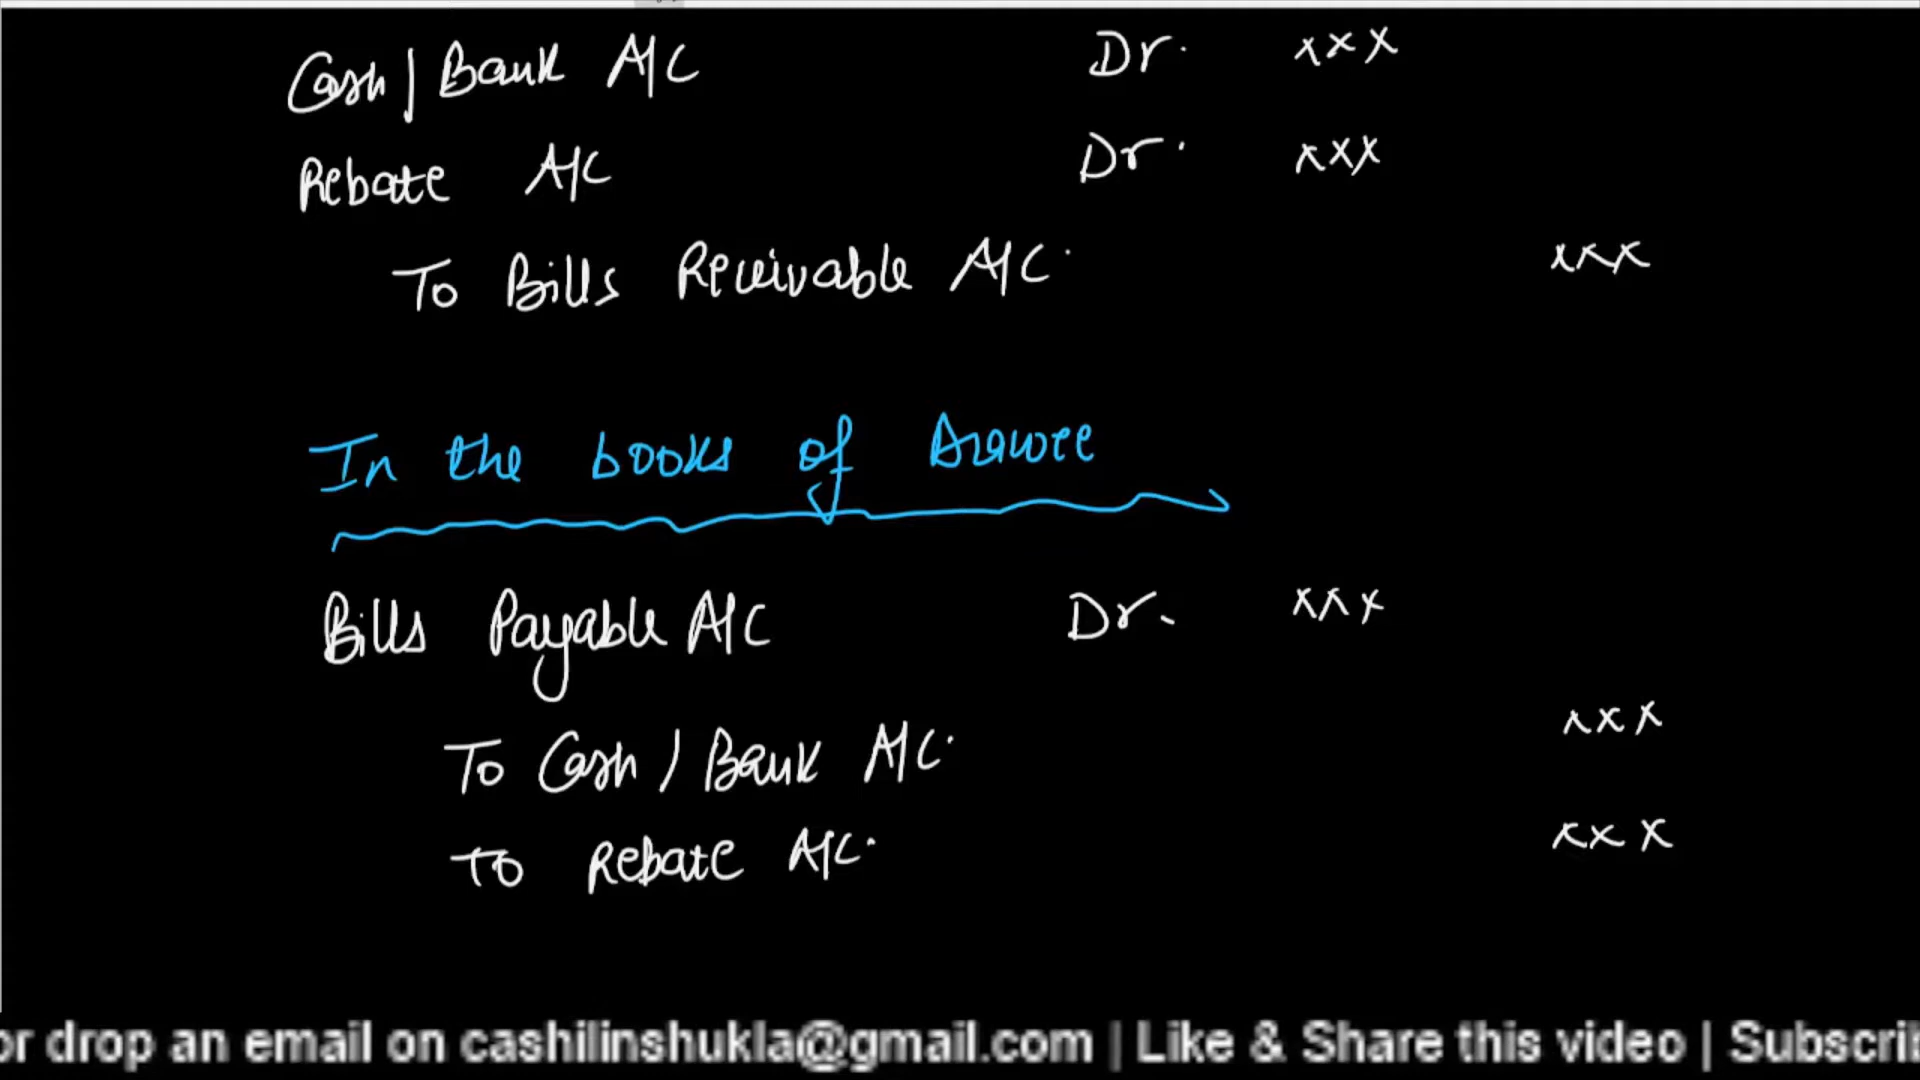 Cash/Bank A/C Dr. xxx
Rebate A/C Dr. xxx
To Bills Receivable A/C. xxx
In the books of Drawee
Bills Payable A/C Dr. xxx
To Cash/Bank A/C. xxx
To Rebate A/C. xxx
or drop an email on cashilinshukla@gmail.com | Like & Share this video | Subscrib